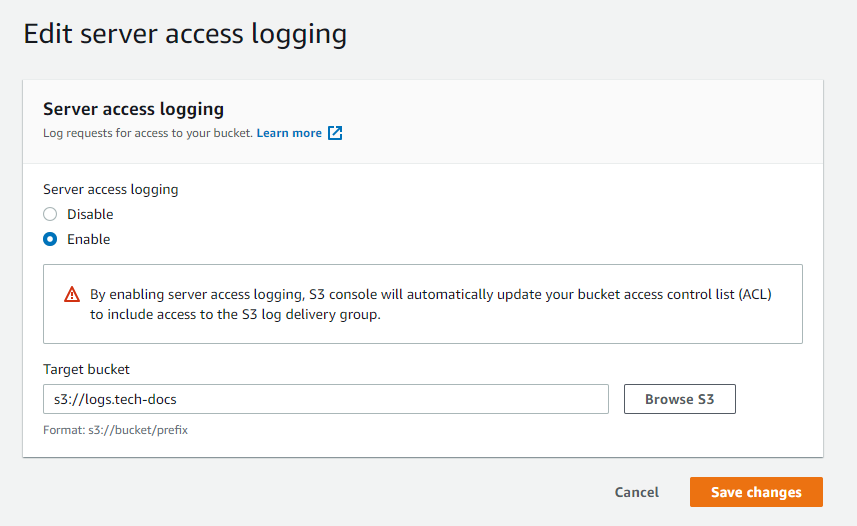 Edit server access logging
Server access logging
Log requests for access to your bucket. Learn more
Server access logging
Disable
Enable
By enabling server access logging, S3 console will automatically update your bucket access control list (ACL)
to include access to the S3 log delivery group.
Target bucket
s3://logs.tech-docs
Browse S3
Format: s3://bucket/prefix
Cancel
Save changes